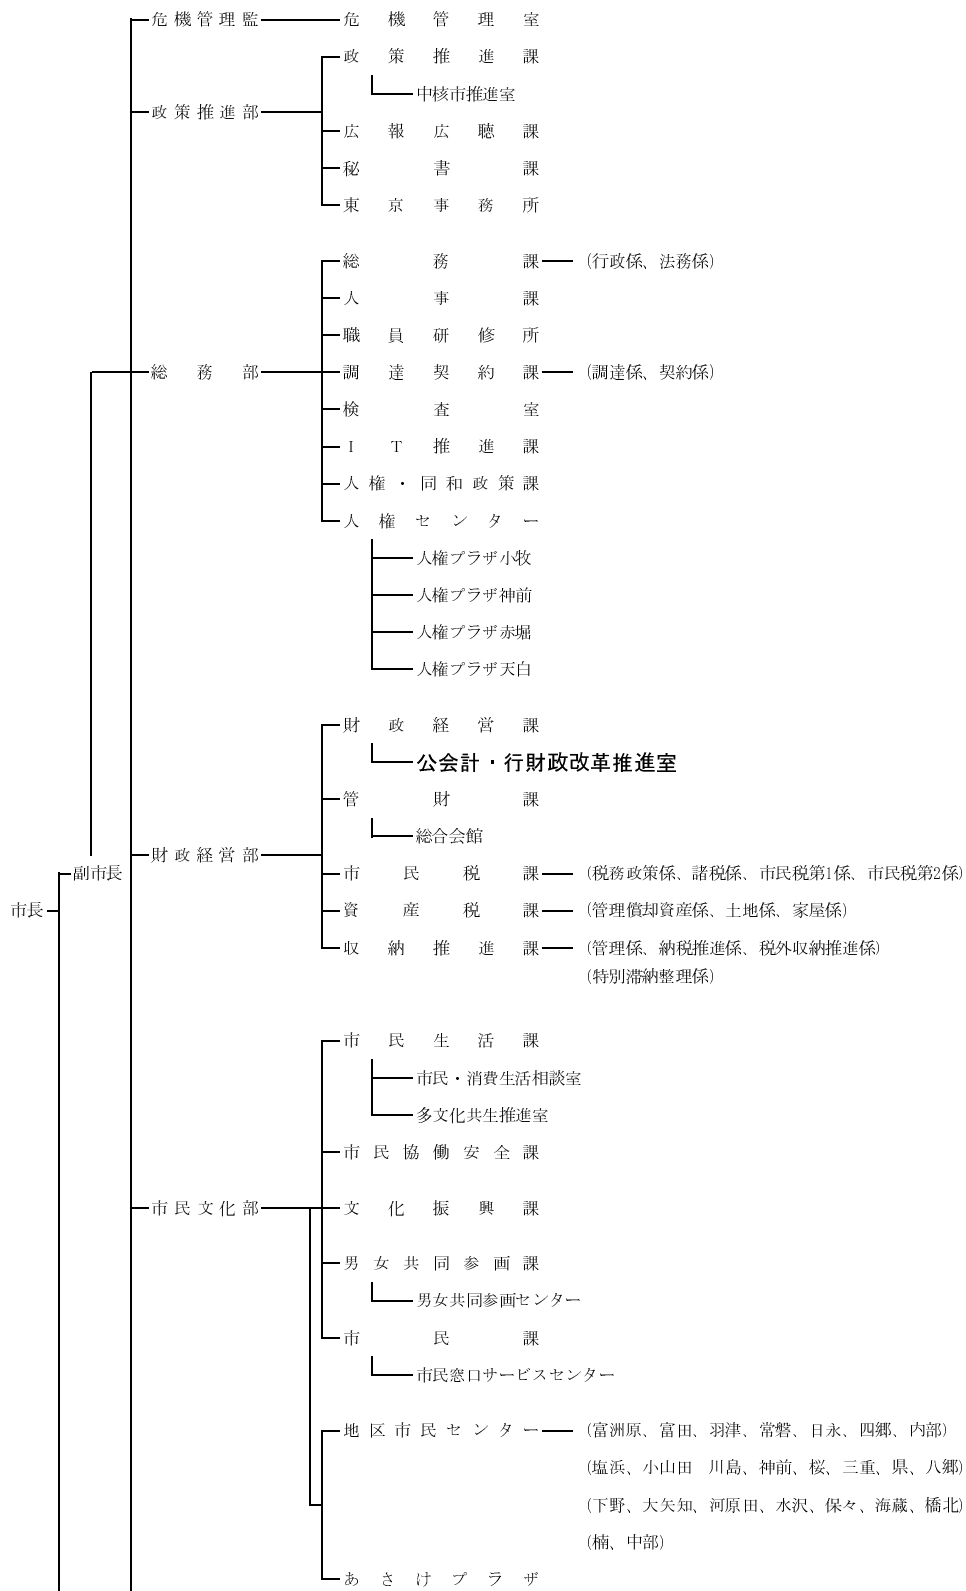 危機管理監 危機管理室
政策推進課
中核市推進室
政策推進部
広報広聴課
秘書課
東京事務所
総務課 (行政係、法務係)
人事課
職員研修所
総務部 調達契約課 (調達係、契約係)
検査室
IT推進課
人権・同和政策課
人権センター
人権プラザ小牧
人権プラザ神前
人権プラザ赤堀
人権プラザ天白
財政経営課
公会計・行財政改革推進室
管財課
総合会館
財政経営部
副市長 市民税課 (税務政策係、諸税係、市民税第1係、市民税第2係)
市長 資産税課 (管理償却資産係、土地係、家屋係)
収納推進課 (管理係、納税推進係、税外収納推進係)
(特別滞納整理係)
市民生活課
市民・消費生活相談室
多文化共生推進室
市民協働安全課
市民文化部 文化振興課
男女共同参画課
男女共同参画センター
市民課
市民窓口サービスセンター
地区市民センター (富洲原、富田、羽津、常磐、日永、四郷、内部)
(塩浜、小山田 川島、神前、桜、三重、県、八郷)
(下野、大矢知、河原田、水沢、保々、海蔵、橋北)
(楠、中部)
あさけプラザ